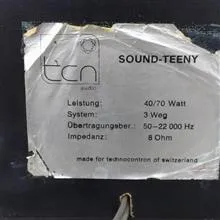 tcn
audio
SOUND-TEENY
Leistung: 40/70 Watt
System: 3 Weg
Übertragungsber.: 50-22 000 Hz
Impedanz: 8 Ohm
made for technocontron of switzerland